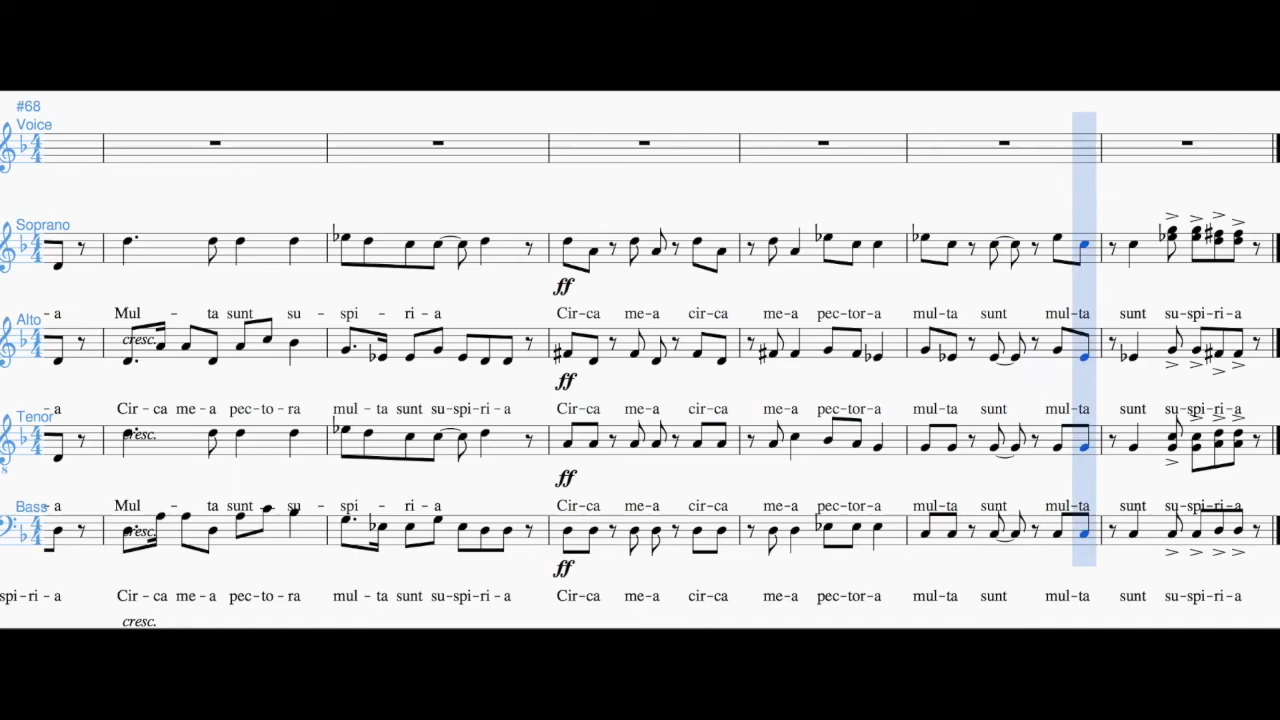 #68
Voice
Soprano
ff
- a Mul - ta sunt su - spi - ri - a Cir-ca me-a cir-ca me-a pec-tor-a mul-ta sunt mul-ta sunt su-spi-ri-a
Alto
cresc.
ff
- a Cir-ca me-a pec-to-ra mul-ta sunt su-spi-ri-a Cir-ca me-a cir-ca me-a pec-tor-a mul-ta sunt mul-ta sunt su-spi-ri-a
Tenor
cresc.
8
ff
- a Mul - ta sunt su - spi - ri - a Cir-ca me-a cir-ca me-a pec-tor-a mul-ta sunt mul-ta sunt su-spi-ri-a
Bass
cresc.
ff
spi-ri-a Cir-ca me-a pec-to-ra mul-ta sunt su-spi-ri-a Cir-ca me-a cir-ca me-a pec-tor-a mul-ta sunt mul-ta sunt su-spi-ri-a
cresc.